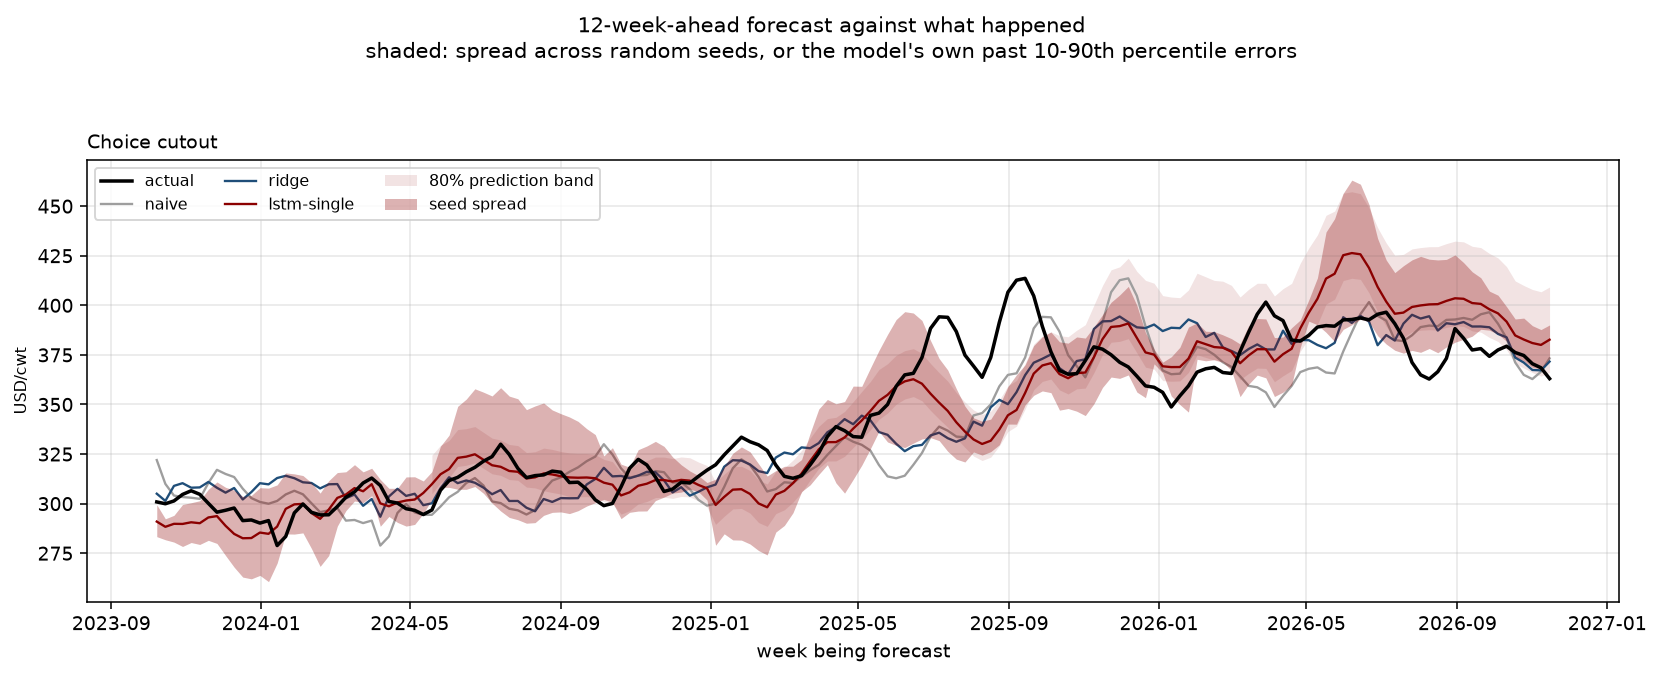 12-week-ahead forecast against what happened
shaded: spread across random seeds, or the model's own past 10-90th percentile errors
Choice cutout
actual
naive
ridge
lstm-single
80% prediction band
seed spread
USD/cwt
450
425
400
375
350
325
300
275
2023-09 2024-01 2024-05 2024-09 2025-01 2025-05 2025-09 2026-01 2026-05 2026-09 2027-01
week being forecast